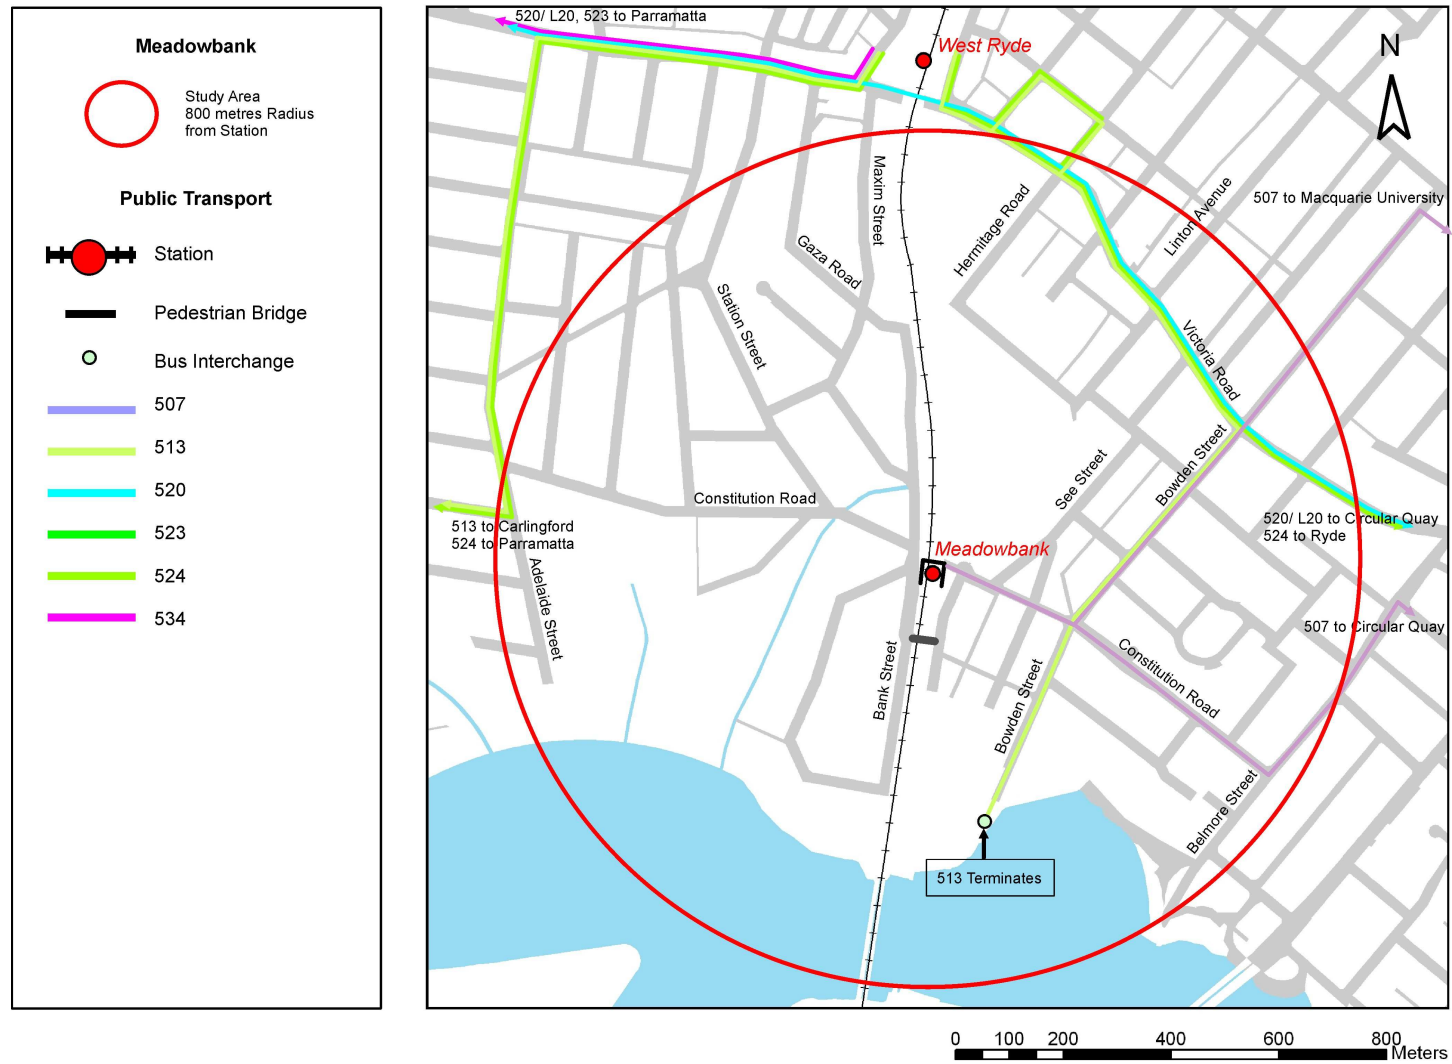 Meadowbank
Study Area
800 metres Radius
from Station
Public Transport
Station
Pedestrian Bridge
Bus Interchange
507
513
520
523
524
534
520/ L20, 523 to Parramatta
West Ryde
N
Maxim Street
Hermitage Road
Linton Avenue
507 to Macquarie University
Gaza Road
Station Street
Victoria Road
Bowden Street
See Street
Constitution Road
513 to Carlingford
524 to Parramatta
520/ L20 to Circular Quay
524 to Ryde
Meadowbank
Adelaide Street
507 to Circular Quay
Bank Street
Bowden Street
Constitution Road
Belmore Street
513 Terminates
0 100 200 400 600 800
Meters